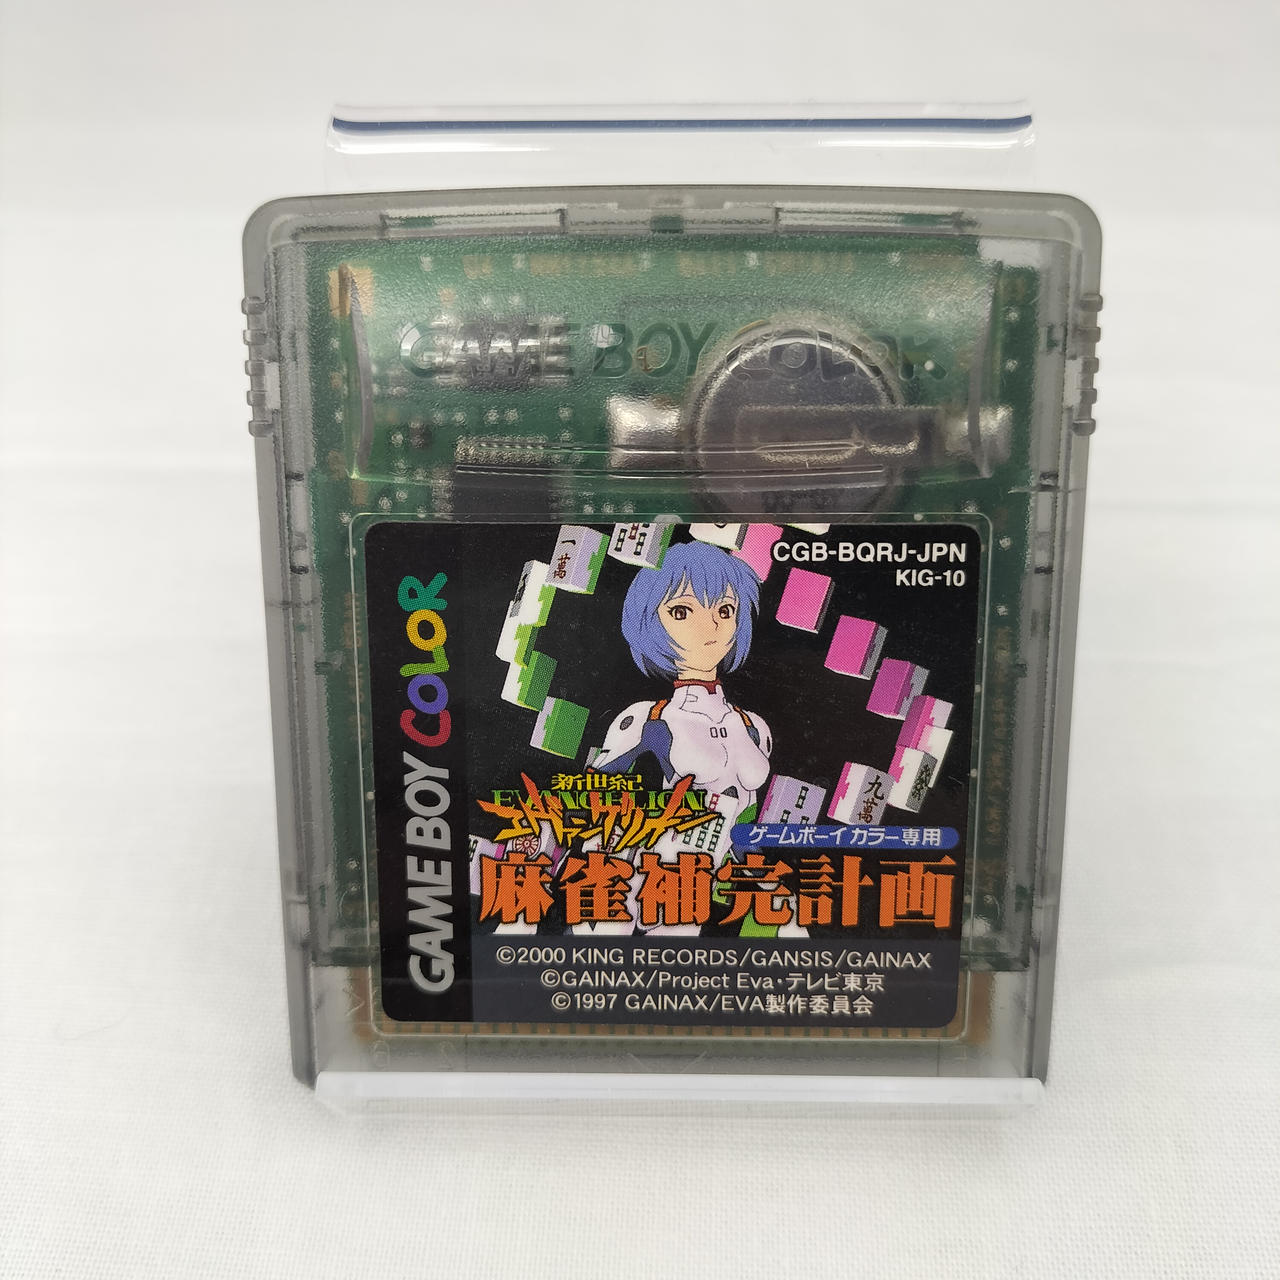 GAME BOY COLOR
GAME BOY COLOR
CGB-BQRJ-JPN
KIG-10
一萬
九萬
新世紀
EVANGELION
エヴァンゲリオン
ゲームボーイ カラー専用
麻雀補完計画
©2000 KING RECORDS/GANSIS/GAINAX
©GAINAX/Project Eva・テレビ東京
©1997 GAINAX/EVA製作委員会